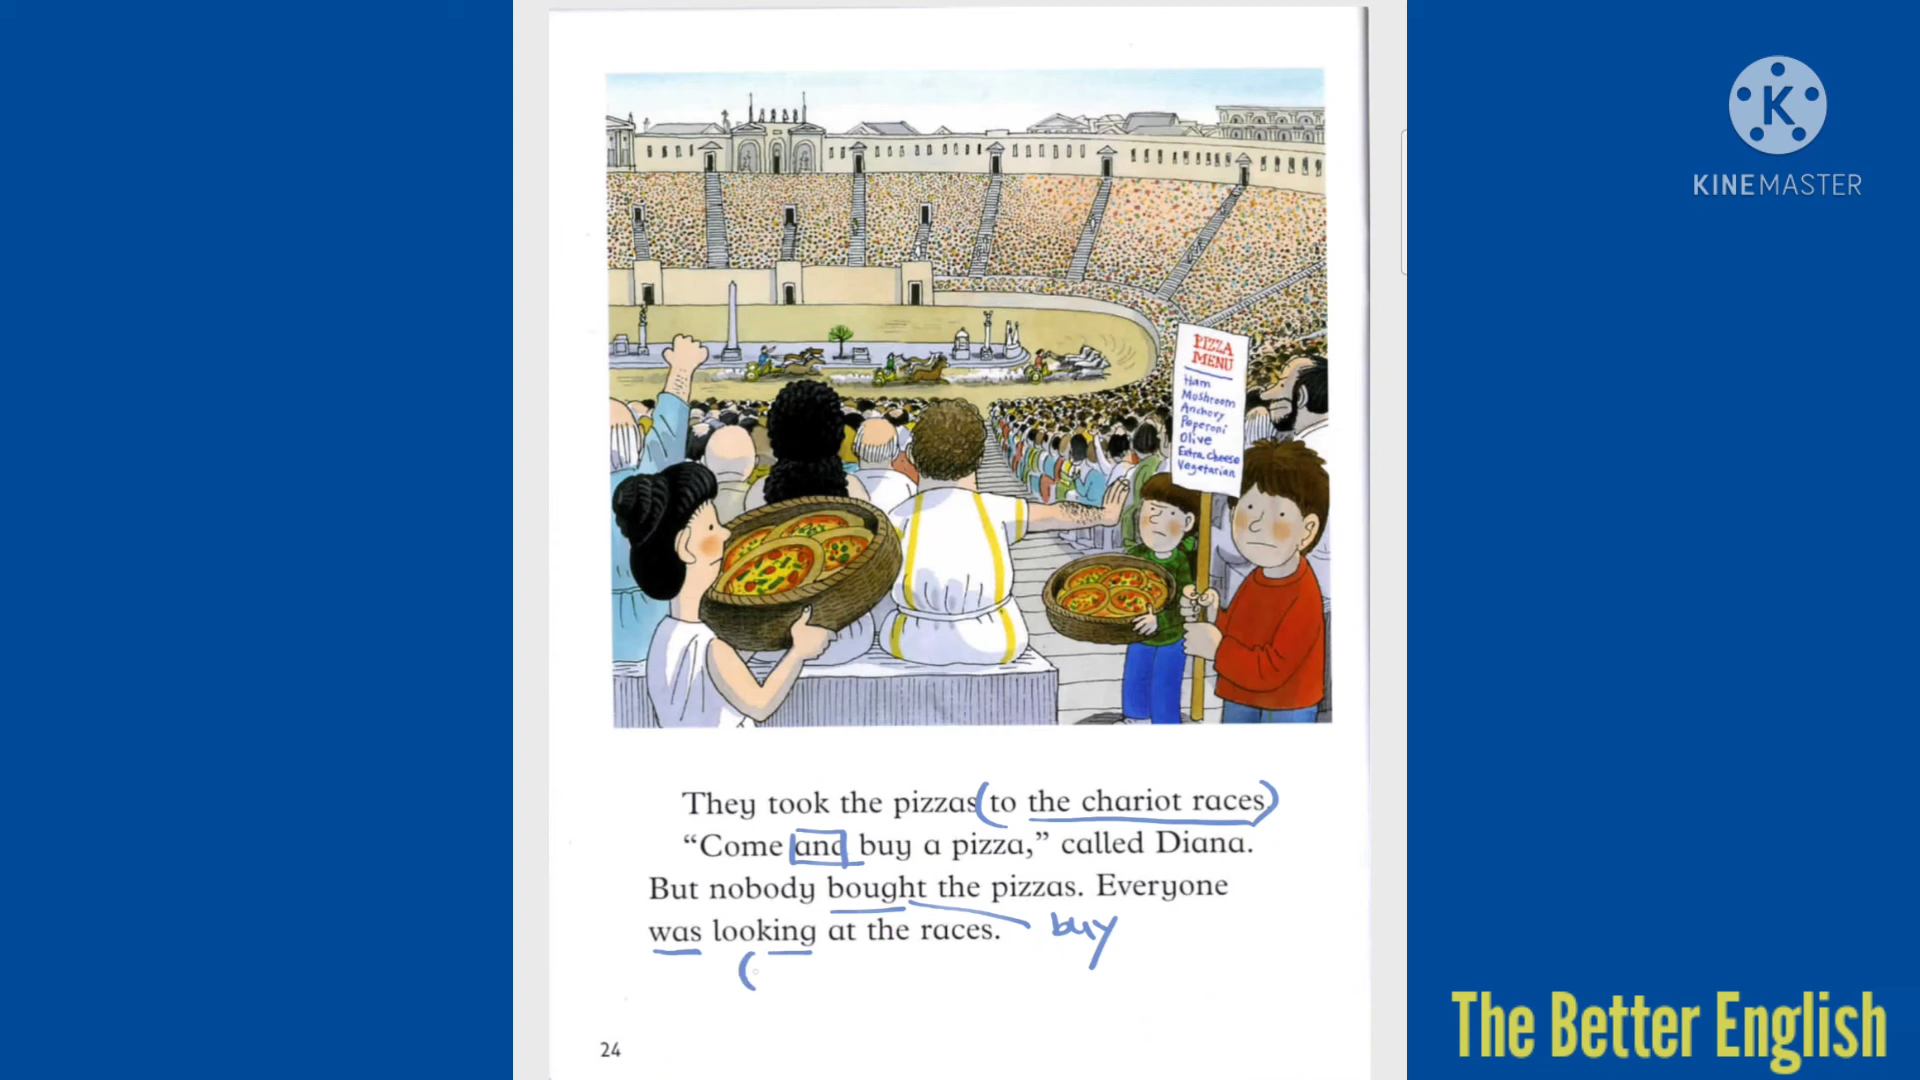 K
KINEMASTER
PIZZA
MENU
Ham
Mushroom
Anchovy
Peperoni
Olive
Extra cheese
Vegetarian
They took the pizzas (to the chariot races)
“Come and buy a pizza,” called Diana.
But nobody bought the pizzas. Everyone
was looking at the races.
buy
(
24
The Better English